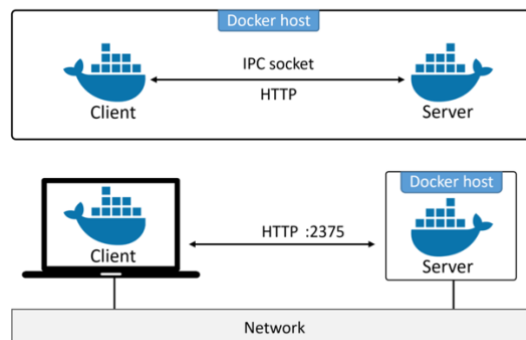 Docker host
IPC socket
HTTP
Client
Server
Docker host
Client
HTTP :2375
Server
Network